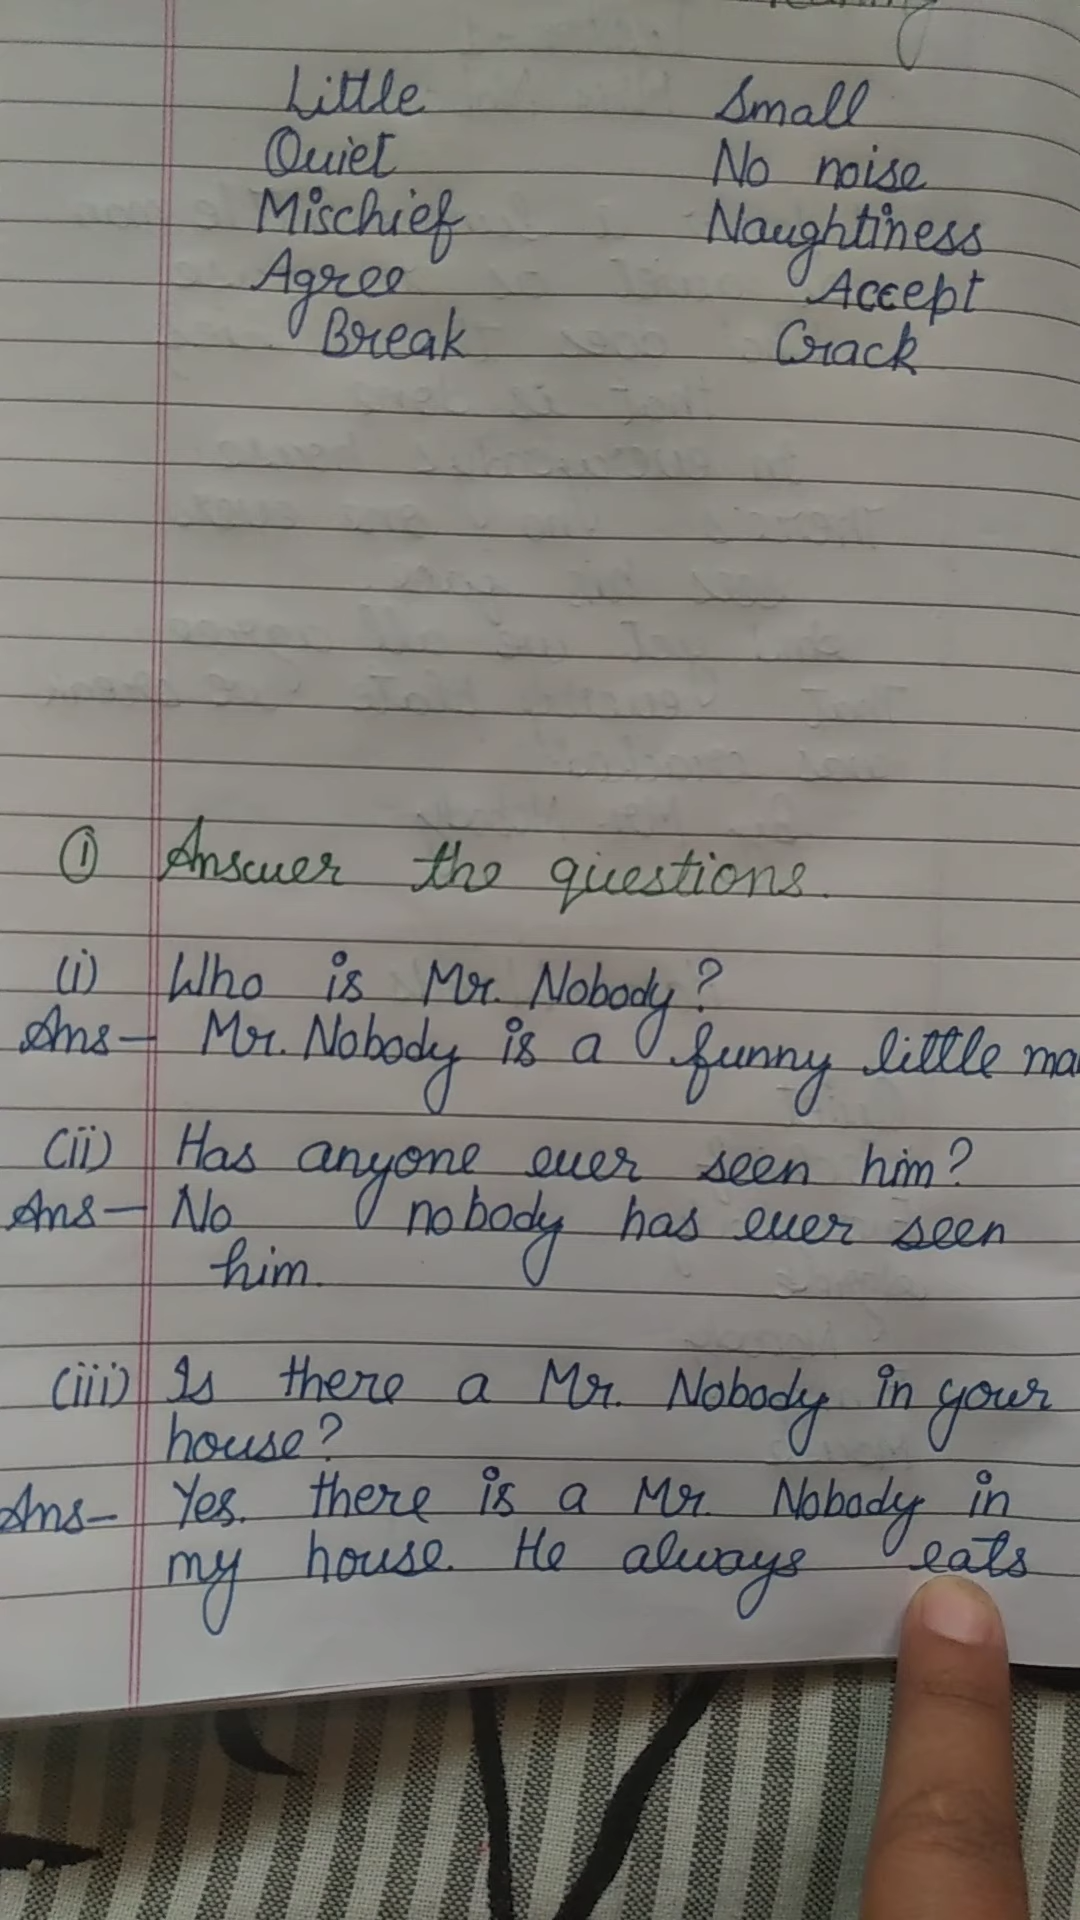 Little Small
Quiet No noise
Mischief Naughtiness
Agree Accept
Break Crack
① Answer the questions.
(i) Who is Mr. Nobody?
Ans- Mr. Nobody is a funny little ma
(ii) Has anyone ever seen him?
Ans- No nobody has ever seen
him.
(iii) Is there a Mr. Nobody in your
house?
Ans- Yes. there is a Mr. Nobody in
my house. He always eats